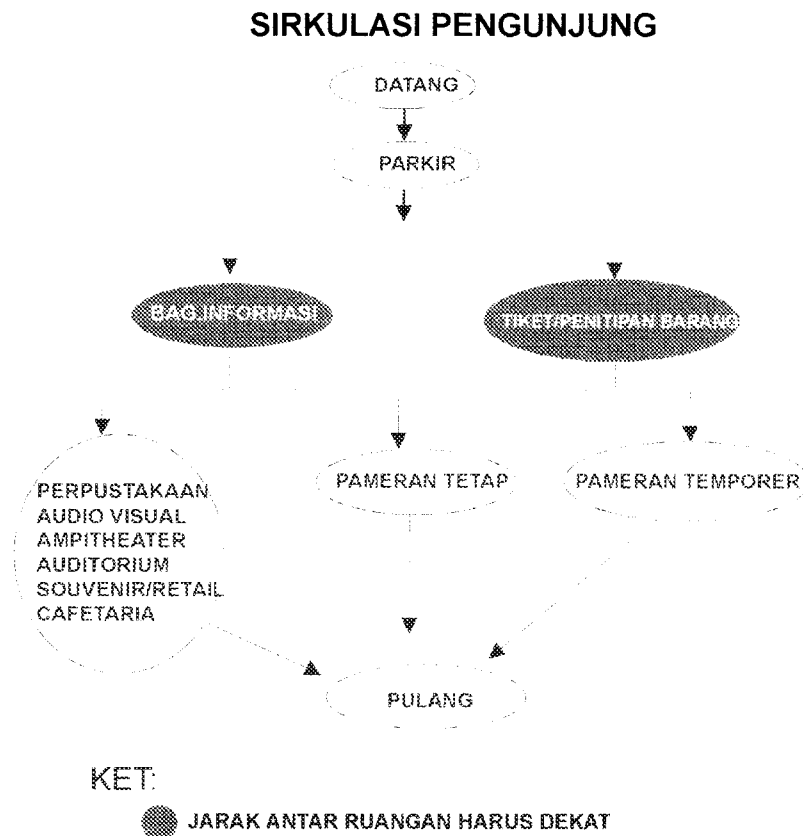 SIRKULASI PENGUNJUNG
DATANG
PARKIR
BAG.INFORMASI
TIKET/PENITIPAN BARANG
PERPUSTAKAAN
AUDIO VISUAL
AMPITHEATER
AUDITORIUM
SOUVENIR/RETAIL
CAFETARIA
PAMERAN TETAP
PAMERAN TEMPORER
PULANG
KET:
JARAK ANTAR RUANGAN HARUS DEKAT